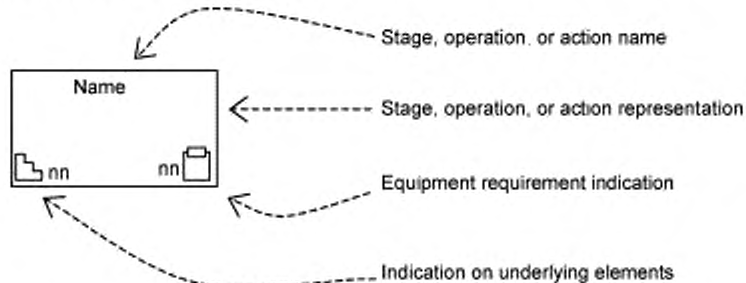 Stage, operation. or action name
Name
Stage, operation, or action representation
nn nn
Equipment requirement indication
Indication on underlying elements